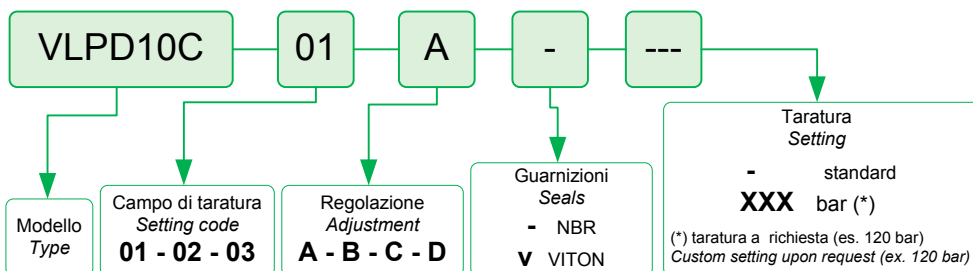 VLPD10C 01 A - ---
Modello
Type
Campo di taratura
Setting code
01 - 02 - 03
Regolazione
Adjustment
A - B - C - D
Guarnizioni
Seals
- NBR
v VITON
Taratura
Setting
- standard
XXX bar (*)
(*) taratura a richiesta (es. 120 bar)
Custom setting upon request (ex. 120 bar)